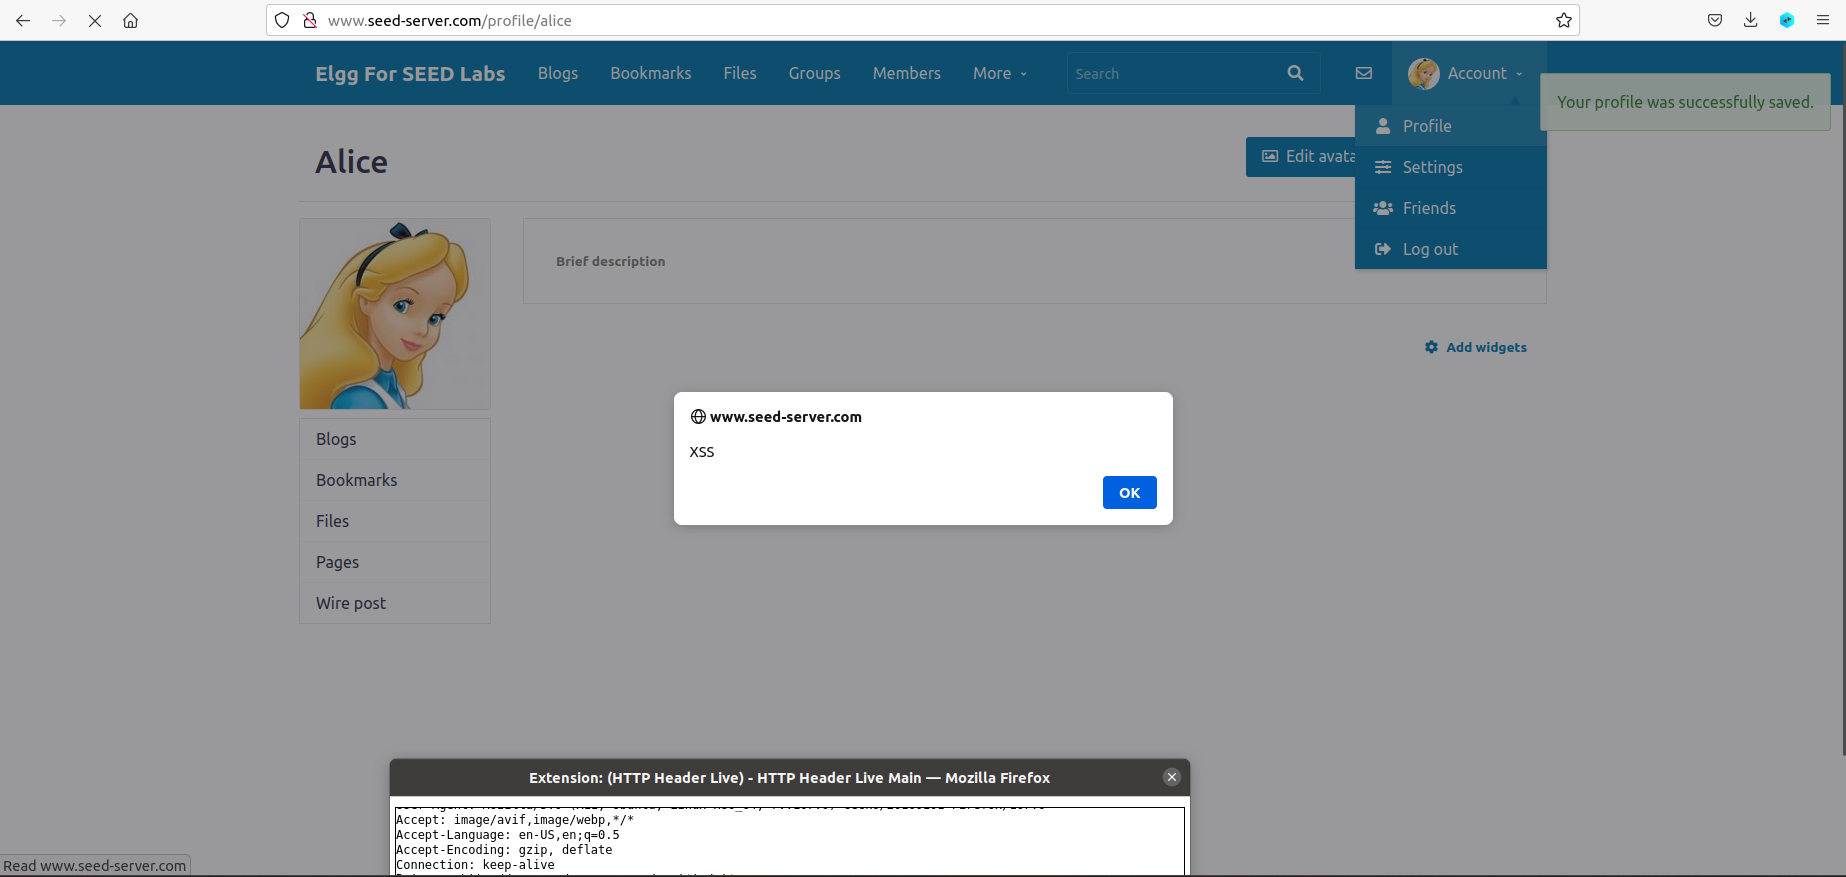 www.seed-server.com/profile/alice
Elgg For SEED Labs Blogs Bookmarks Files Groups Members More Search Account
Your profile was successfully saved.
Profile
Alice
Edit avata
Settings
Friends
Log out
Brief description
Add widgets
www.seed-server.com
XSS
OK
Blogs
Bookmarks
Files
Pages
Wire post
Extension: (HTTP Header Live) - HTTP Header Live Main — Mozilla Firefox
Accept: image/avif,image/webp,*/*
Accept-Language: en-US,en;q=0.5
Accept-Encoding: gzip, deflate
Connection: keep-alive
Read www.seed-server.com